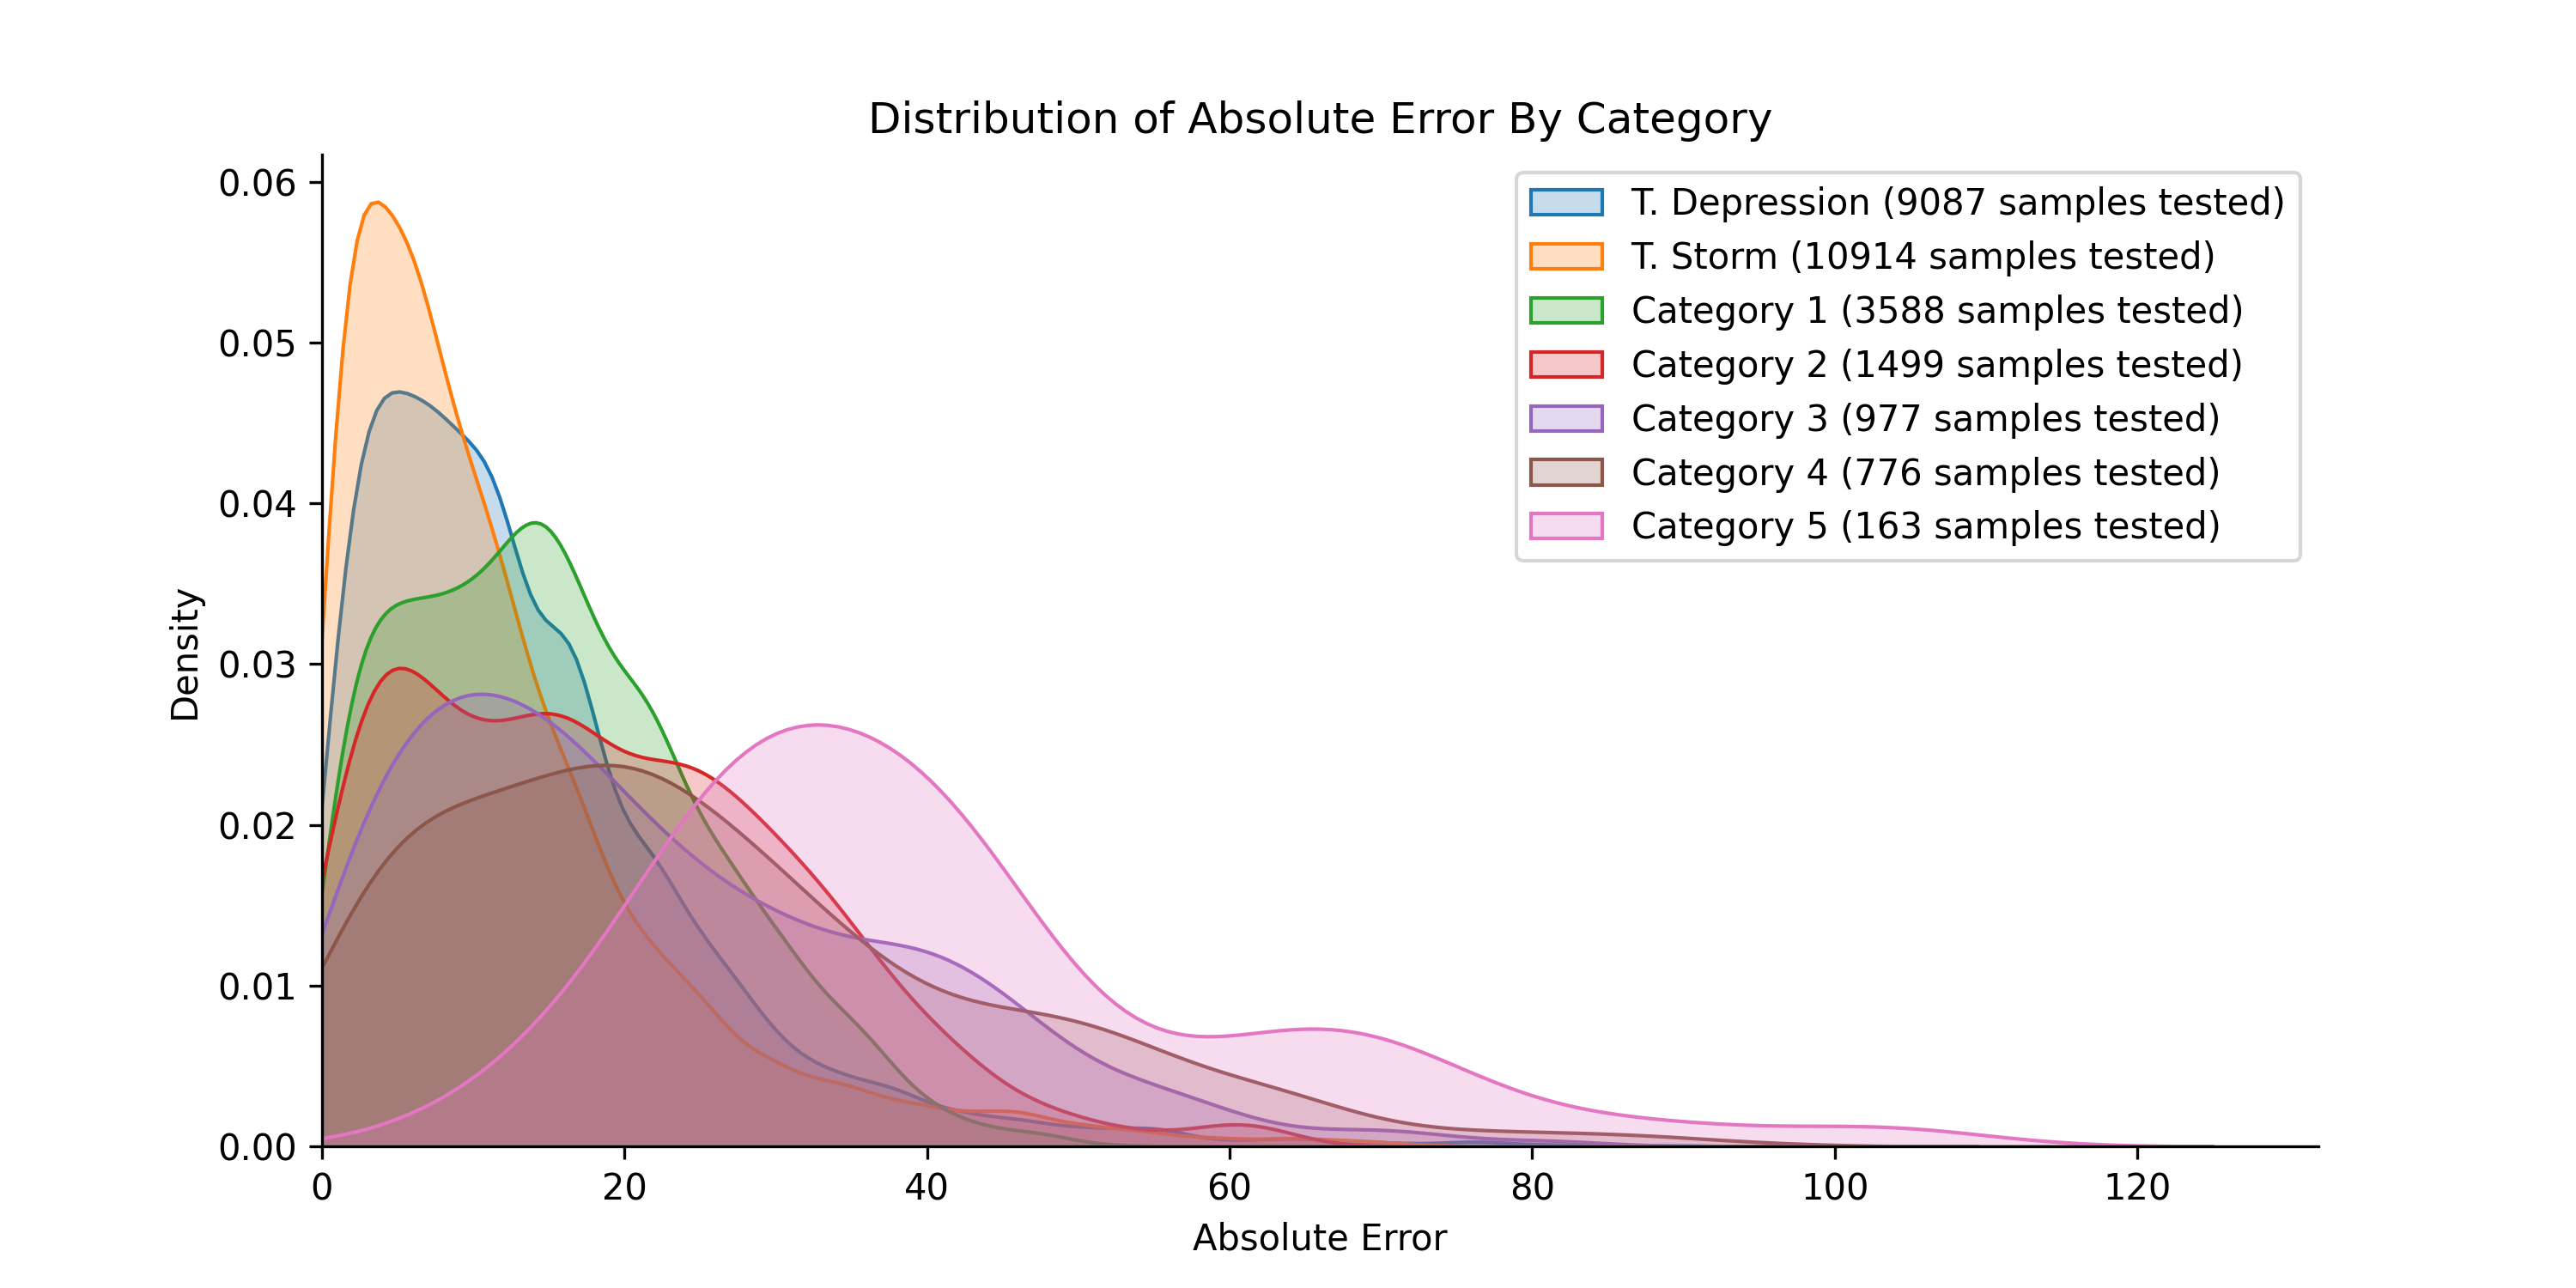 Distribution of Absolute Error By Category
T. Depression (9087 samples tested)
T. Storm (10914 samples tested)
Category 1 (3588 samples tested)
Category 2 (1499 samples tested)
Category 3 (977 samples tested)
Category 4 (776 samples tested)
Category 5 (163 samples tested)
Density
0.06
0.05
0.04
0.03
0.02
0.01
0.00
0 20 40 60 80 100 120
Absolute Error